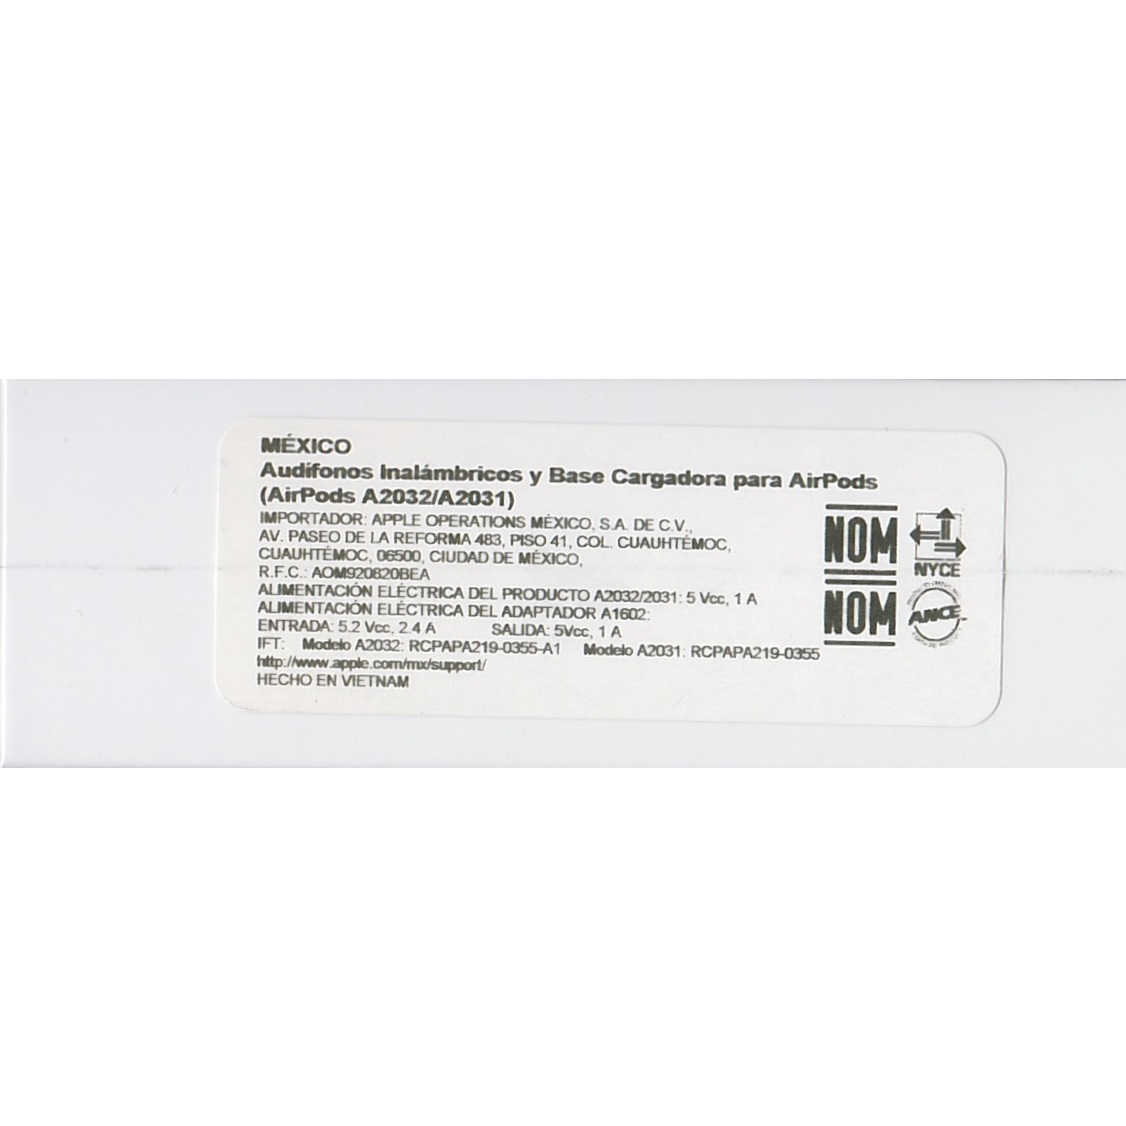 MÉXICO
Audífonos Inalámbricos y Base Cargadora para AirPods
(AirPods A2032/A2031)
IMPORTADOR: APPLE OPERATIONS MÉXICO, S.A. DE C.V.,
AV. PASEO DE LA REFORMA 483, PISO 41, COL. CUAUHTÉMOC,
CUAUHTÉMOC, 06500, CIUDAD DE MÉXICO,
R.F.C.: AOM920820BEA
ALIMENTACIÓN ELÉCTRICA DEL PRODUCTO A2032/2031: 5 Vcc, 1 A
ALIMENTACIÓN ELÉCTRICA DEL ADAPTADOR A1602:
ENTRADA: 5.2 Vcc, 2.4 A SALIDA: 5Vcc, 1 A
IFT: Modelo A2032: RCPAPA219-0355-A1 Modelo A2031: RCPAPA219-0355
http://www.apple.com/mx/support/
HECHO EN VIETNAM
NOM NYCE
NOM ANCE